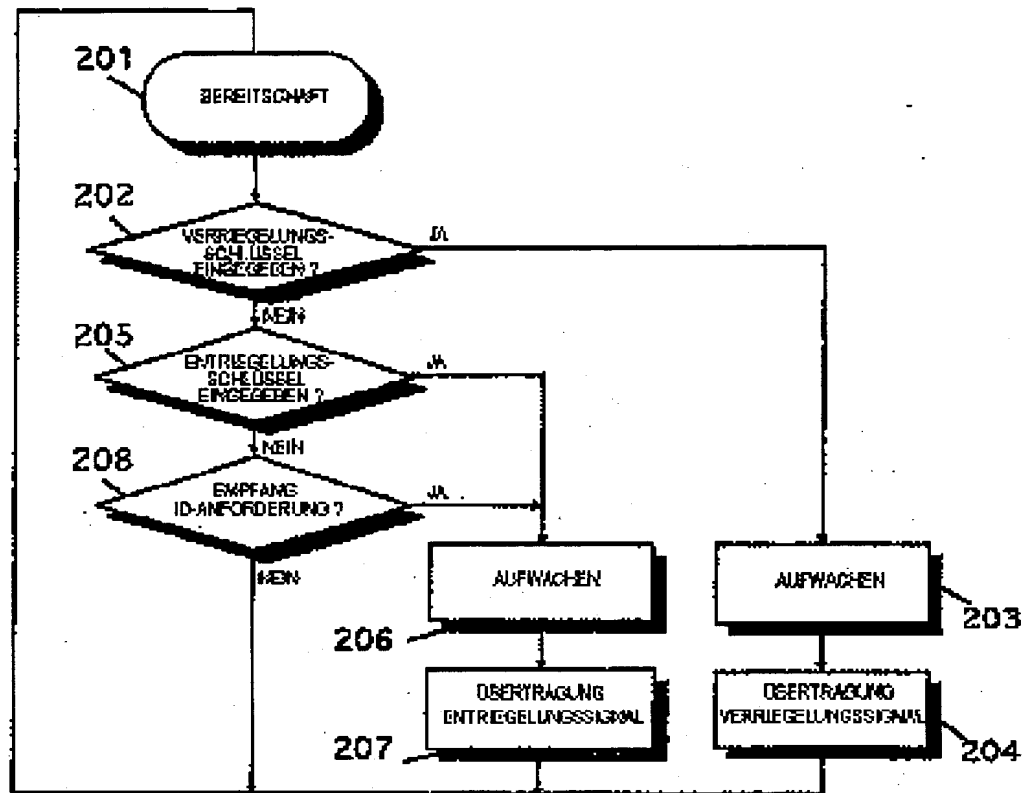 201
BEREITSCHAFT
202
VERRIEGELUNGS-
SCHLÜSSEL
EINGEGEBEN ?
JA
NEIN
205
ENTRIEGELUNGS-
SCHLÜSSEL
EINGEGEBEN ?
JA
NEIN
208
EMPFANG
ID-ANFORDERUNG ?
JA
NEIN
AUFWACHEN
206
AUFWACHEN
203
ÜBERTRAGUNG
ENTRIEGELUNGSSIGNAL
207
ÜBERTRAGUNG
VERRIEGELUNGSSIGNAL
204